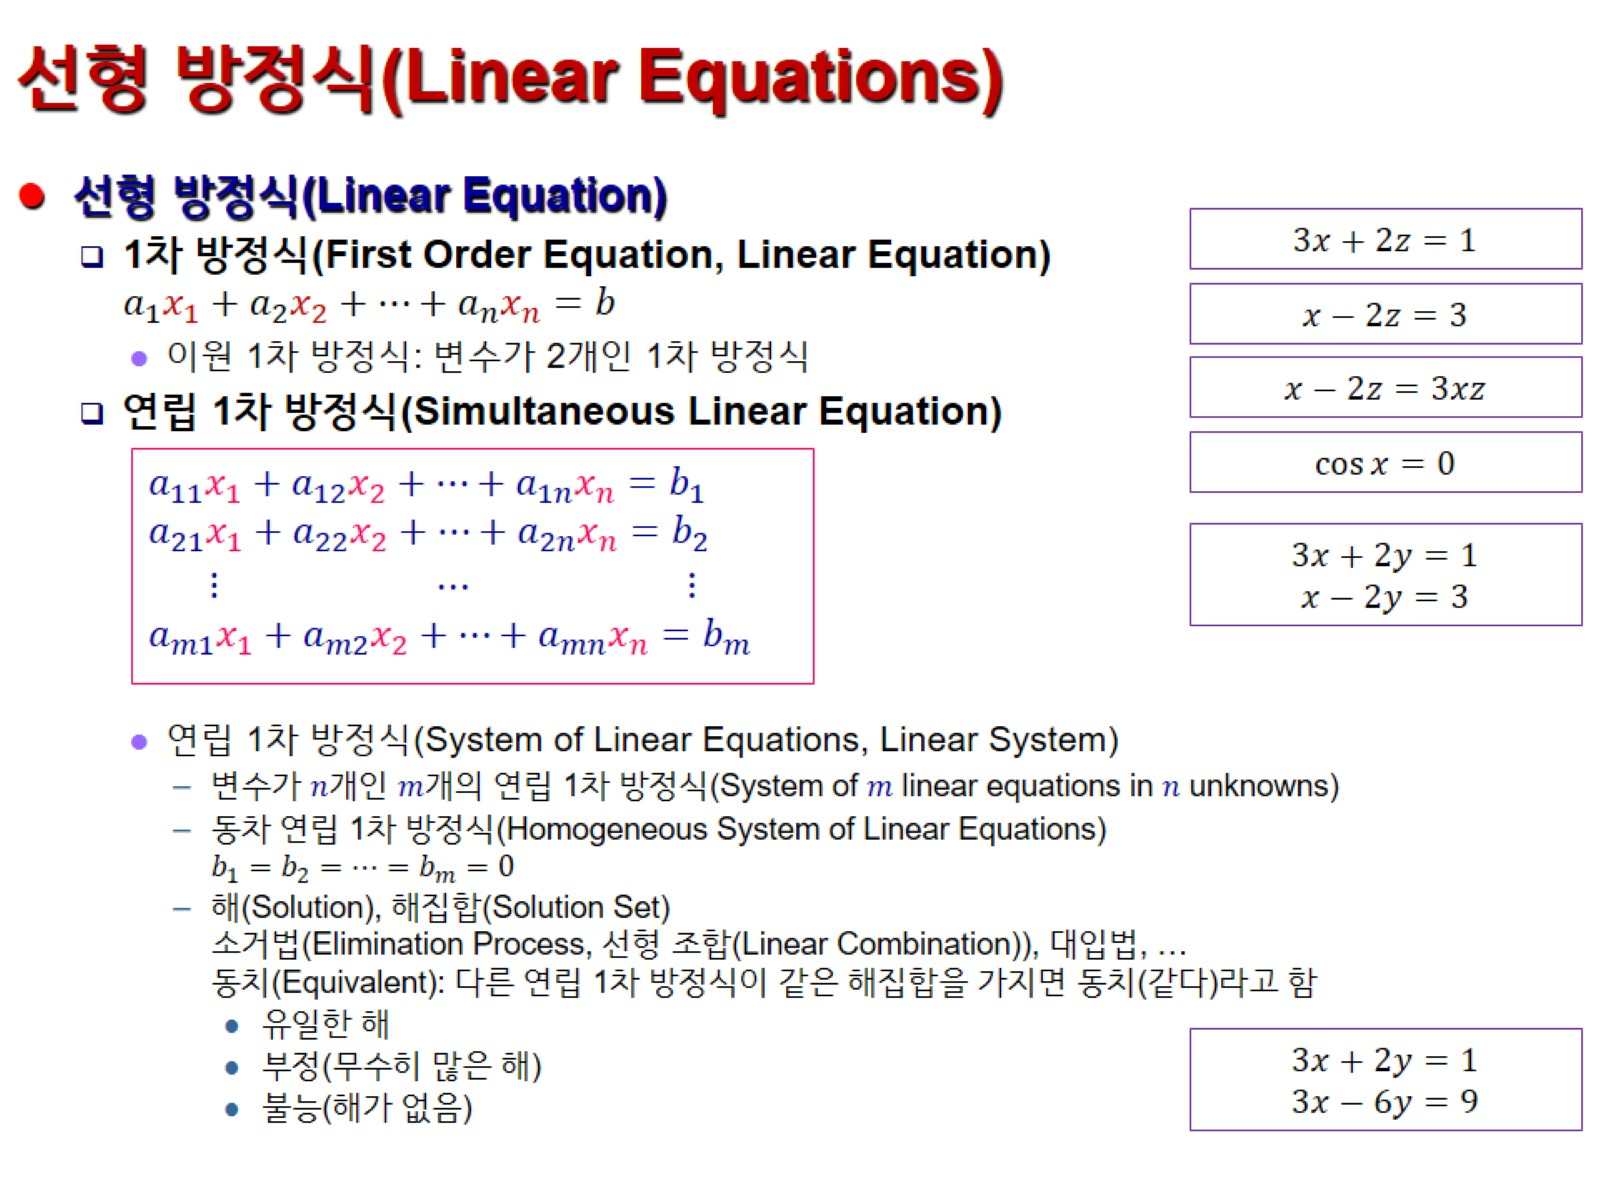 선형 방정식(Linear Equations)
● 선형 방정식(Linear Equation)
❑ 1차 방정식(First Order Equation, Linear Equation)
a₁x₁ + a₂x₂ + ⋯ + aₙxₙ = b
● 이원 1차 방정식: 변수가 2개인 1차 방정식
❑ 연립 1차 방정식(Simultaneous Linear Equation)
a₁₁x₁ + a₁₂x₂ + ⋯ + a₁ₙxₙ = b₁
a₂₁x₁ + a₂₂x₂ + ⋯ + a₂ₙxₙ = b₂
⋮ ⋯ ⋮
aₘ₁x₁ + aₘ₂x₂ + ⋯ + aₘₙxₙ = bₘ
● 연립 1차 방정식(System of Linear Equations, Linear System)
– 변수가 n개인 m개의 연립 1차 방정식(System of m linear equations in n unknowns)
– 동차 연립 1차 방정식(Homogeneous System of Linear Equations)
b₁ = b₂ = ⋯ = bₘ = 0
– 해(Solution), 해집합(Solution Set)
소거법(Elimination Process, 선형 조합(Linear Combination)), 대입법, …
동치(Equivalent): 다른 연립 1차 방정식이 같은 해집합을 가지면 동치(같다)라고 함
● 유일한 해
● 부정(무수히 많은 해)
● 불능(해가 없음)
3x + 2z = 1
x − 2z = 3
x − 2z = 3xz
cos x = 0
3x + 2y = 1
x − 2y = 3
3x + 2y = 1
3x − 6y = 9